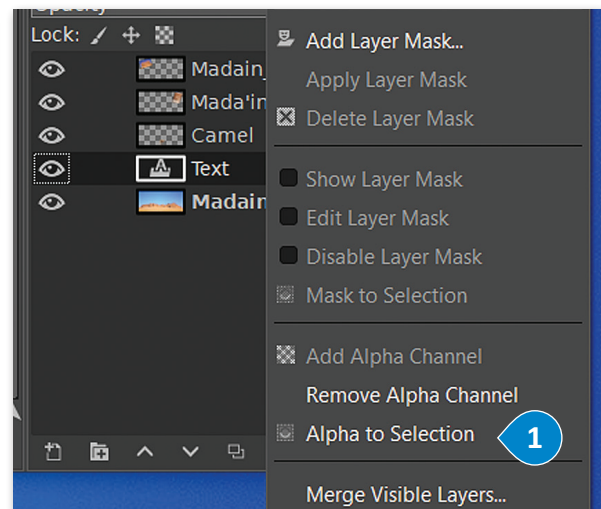 Opacity
Lock:
Madain
Mada'in
Camel
Text
Madain
Add Layer Mask...
Apply Layer Mask
Delete Layer Mask
Show Layer Mask
Edit Layer Mask
Disable Layer Mask
Mask to Selection
Add Alpha Channel
Remove Alpha Channel
Alpha to Selection
1
Merge Visible Layers...